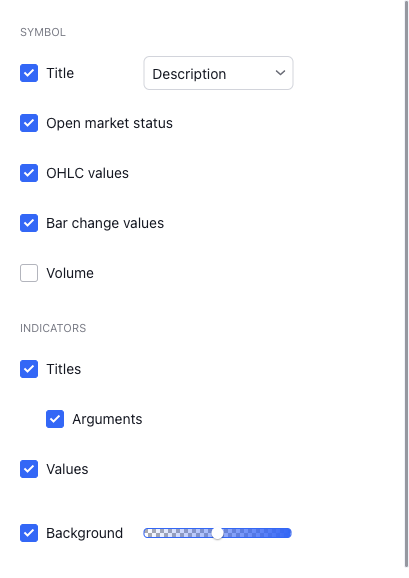 SYMBOL
Title Description
Open market status
OHLC values
Bar change values
Volume
INDICATORS
Titles
Arguments
Values
Background